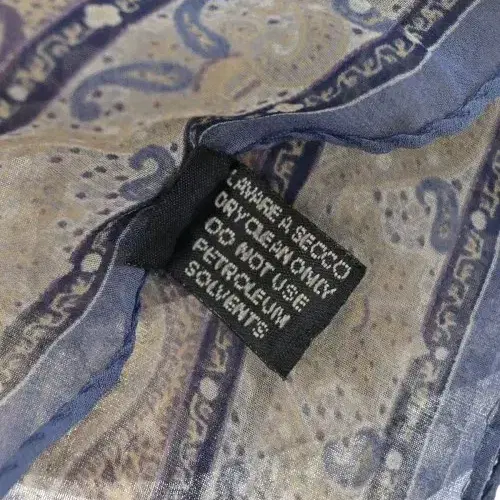 LAVARE A SECCO
DRY CLEAN ONLY
DO NOT USE
PETROLEUM
SOLVENTS